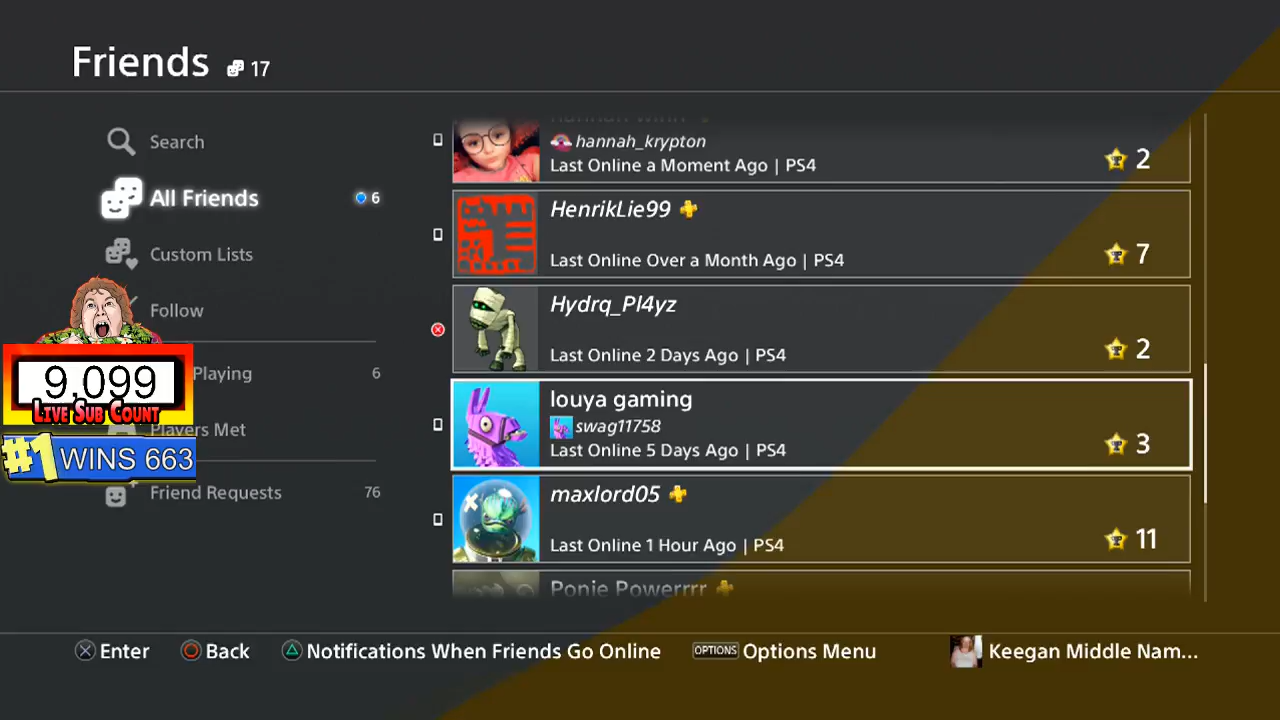 Friends 17
Search
All Friends 6
Custom Lists
Follow
Playing 6
Players Met
Friend Requests 76
9,099
LIVE SUB COUNT
#1 WINS 663
hannah_krypton
Last Online a Moment Ago | PS4
2
HenrikLie99
Last Online Over a Month Ago | PS4
7
Hydrq_Pl4yz
Last Online 2 Days Ago | PS4
2
louya gaming
swag11758
Last Online 5 Days Ago | PS4
3
maxlord05
Last Online 1 Hour Ago | PS4
11
Ponie Powerrrr
Enter
Back
Notifications When Friends Go Online
OPTIONS Options Menu
Keegan Middle Nam...